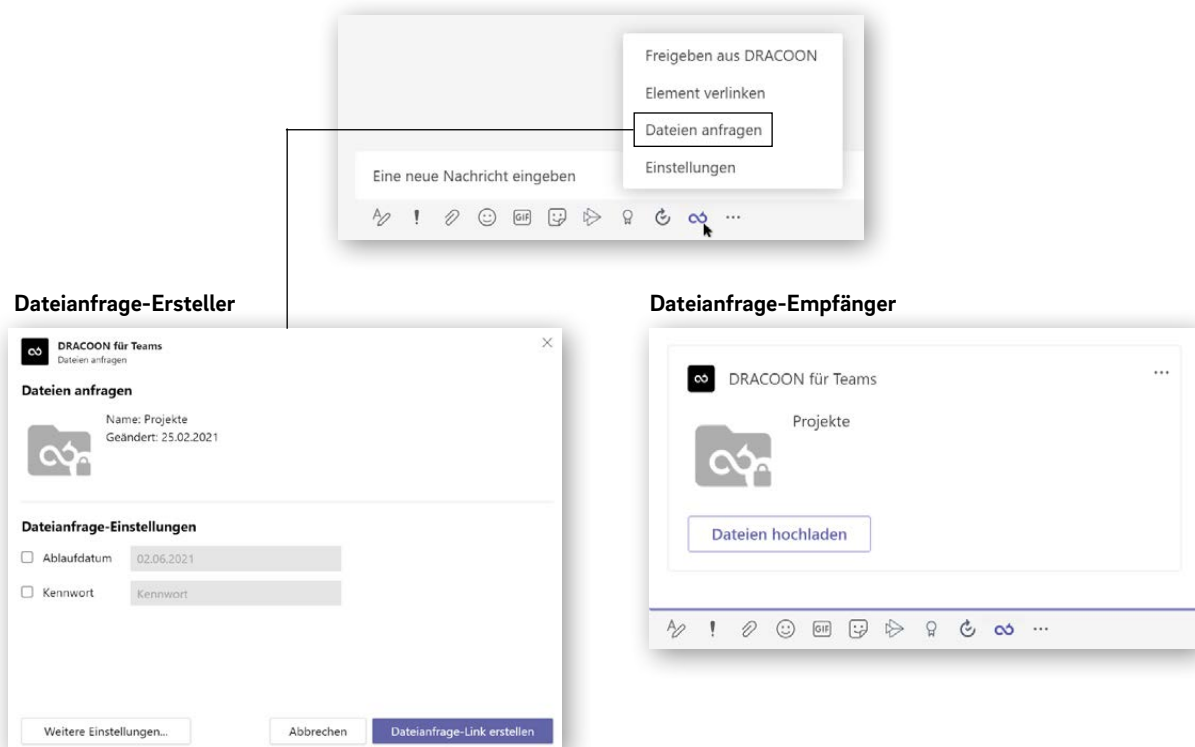 Freigeben aus DRACOON
Element verlinken
Dateien anfragen
Einstellungen
Eine neue Nachricht eingeben
GIF
Dateianfrage-Ersteller
DRACOON für Teams
Dateien anfragen
Dateien anfragen
Name: Projekte
Geändert: 25.02.2021
Dateianfrage-Einstellungen
Ablaufdatum 02.06.2021
Kennwort Kennwort
Weitere Einstellungen... Abbrechen Dateianfrage-Link erstellen
Dateianfrage-Empfänger
DRACOON für Teams
Projekte
Dateien hochladen
GIF